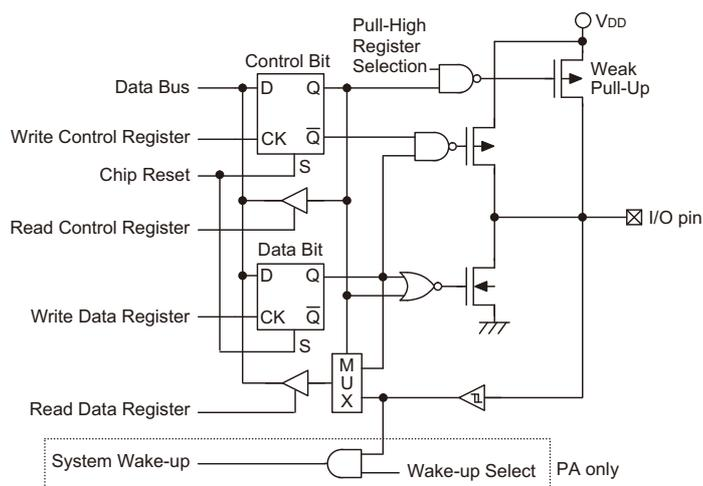 VDD
Pull-High
Register
Selection
Weak
Pull-Up
Control Bit
Data Bus
D
Q
Write Control Register
CK
Q̅
Chip Reset
S
Read Control Register
I/O pin
Data Bit
D
Q
Write Data Register
CK
Q̅
S
M
U
X
Read Data Register
System Wake-up
Wake-up Select
PA only